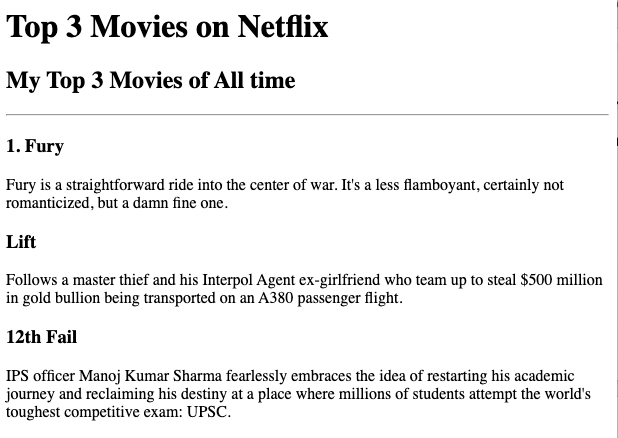 Top 3 Movies on Netflix
My Top 3 Movies of All time
1. Fury
Fury is a straightforward ride into the center of war. It's a less flamboyant, certainly not
romanticized, but a damn fine one.
Lift
Follows a master thief and his Interpol Agent ex-girlfriend who team up to steal $500 million
in gold bullion being transported on an A380 passenger flight.
12th Fail
IPS officer Manoj Kumar Sharma fearlessly embraces the idea of restarting his academic
journey and reclaiming his destiny at a place where millions of students attempt the world's
toughest competitive exam: UPSC.